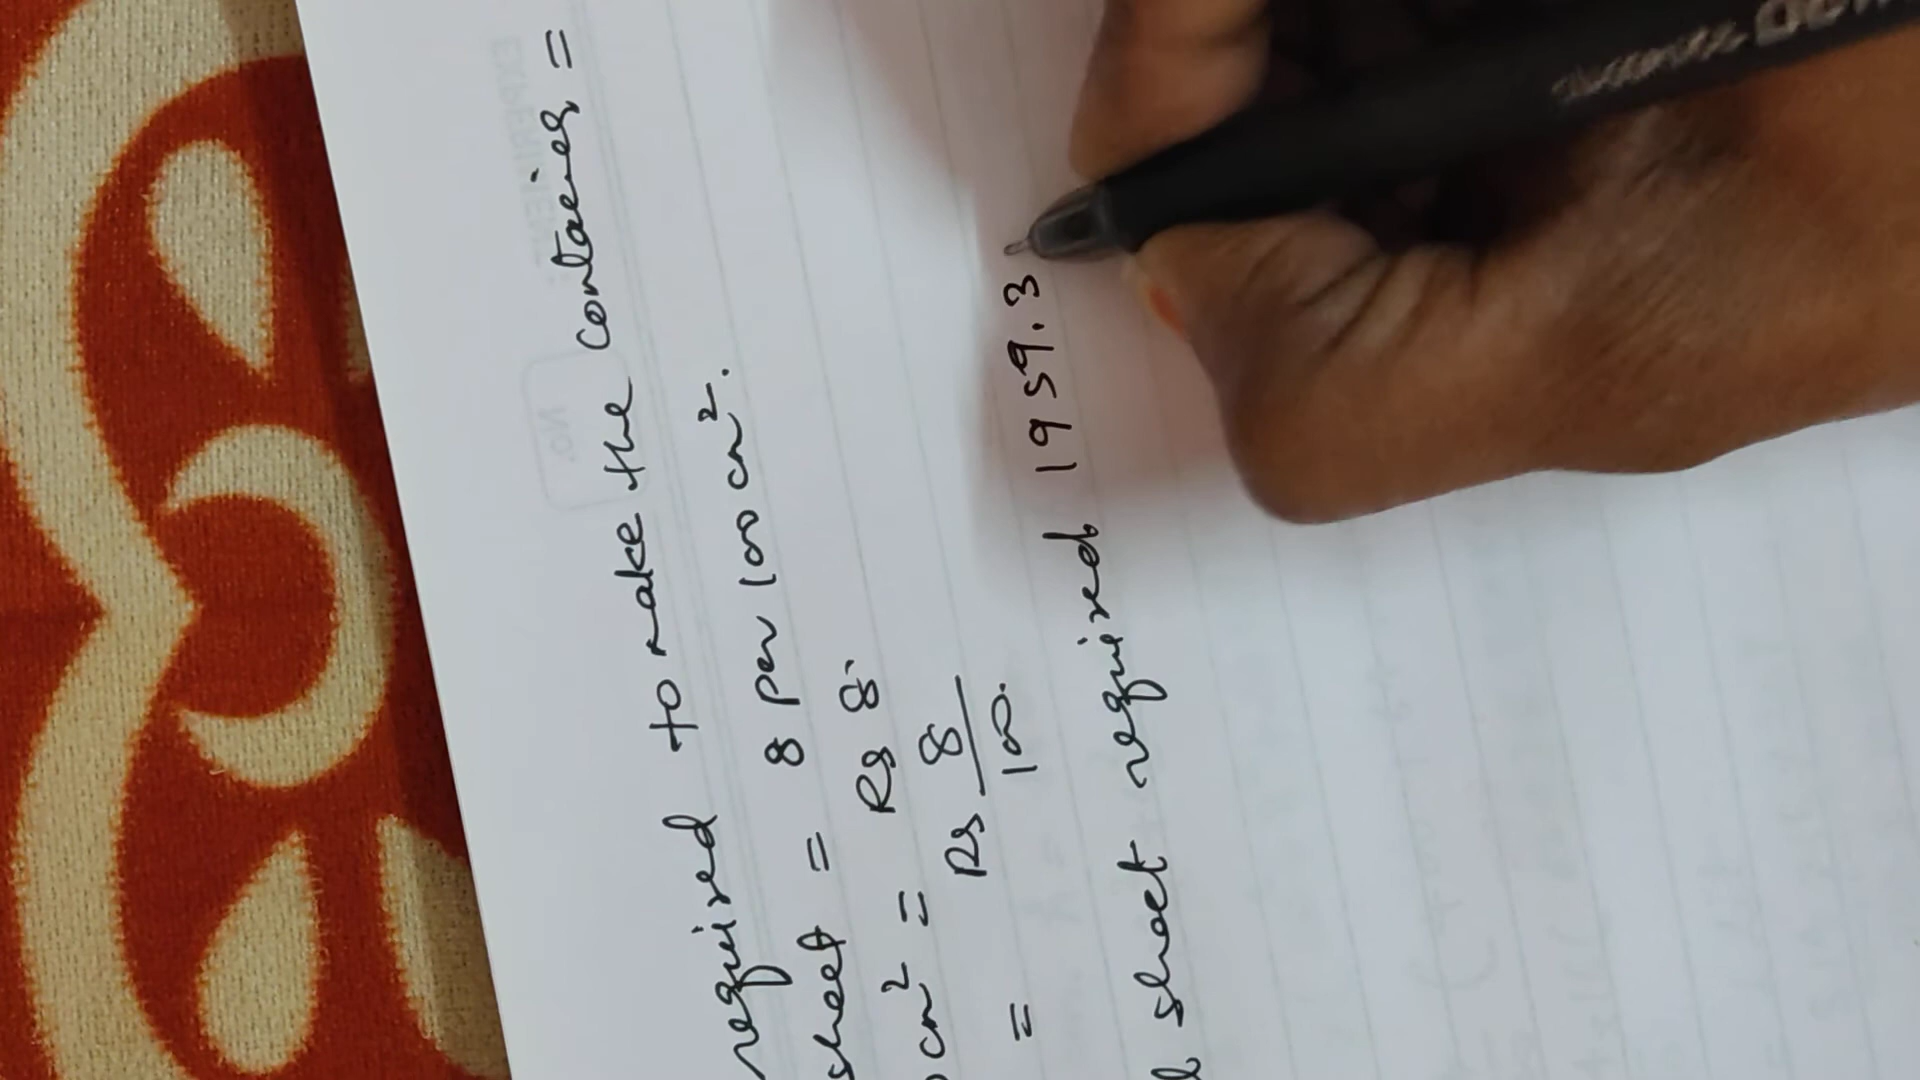 required to make the container =
sheet = 8 per 100 cm².
cm² = Rs 8.
= Rs 8/100.
sheet required 1959.3